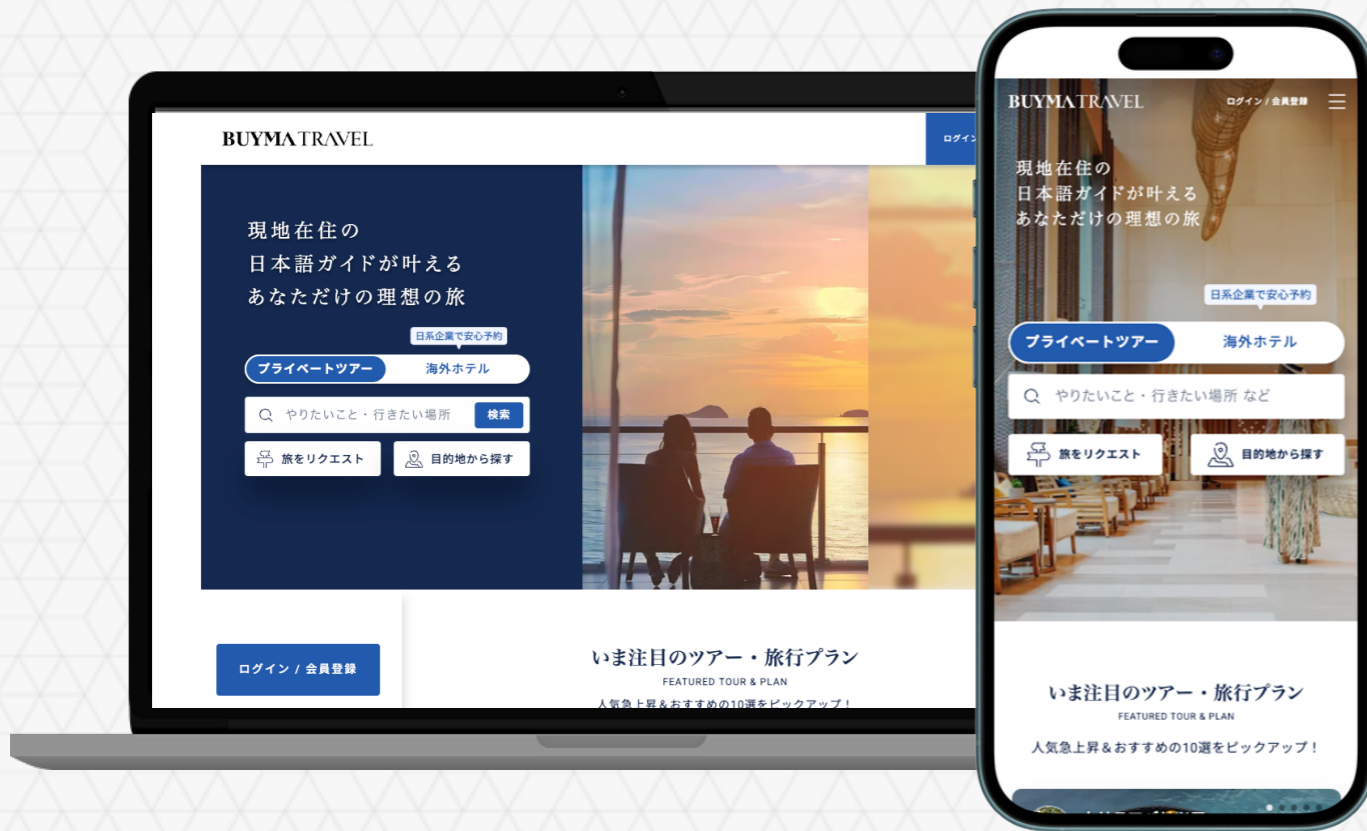 BUYMA TRAVEL
ログイン
現地在住の
日本語ガイドが叶える
あなただけの理想の旅
日系企業で安心予約
プライベートツアー 海外ホテル
やりたいこと・行きたい場所 検索
旅をリクエスト 目的地から探す
ログイン / 会員登録
いま注目のツアー・旅行プラン
FEATURED TOUR & PLAN
人気急上昇&おすすめの10選をピックアップ!
BUYMA TRAVEL ログイン / 会員登録
現地在住の
日本語ガイドが叶える
あなただけの理想の旅
日系企業で安心予約
プライベートツアー 海外ホテル
やりたいこと・行きたい場所 など
旅をリクエスト 目的地から探す
いま注目のツアー・旅行プラン
FEATURED TOUR & PLAN
人気急上昇&おすすめの10選をピックアップ!